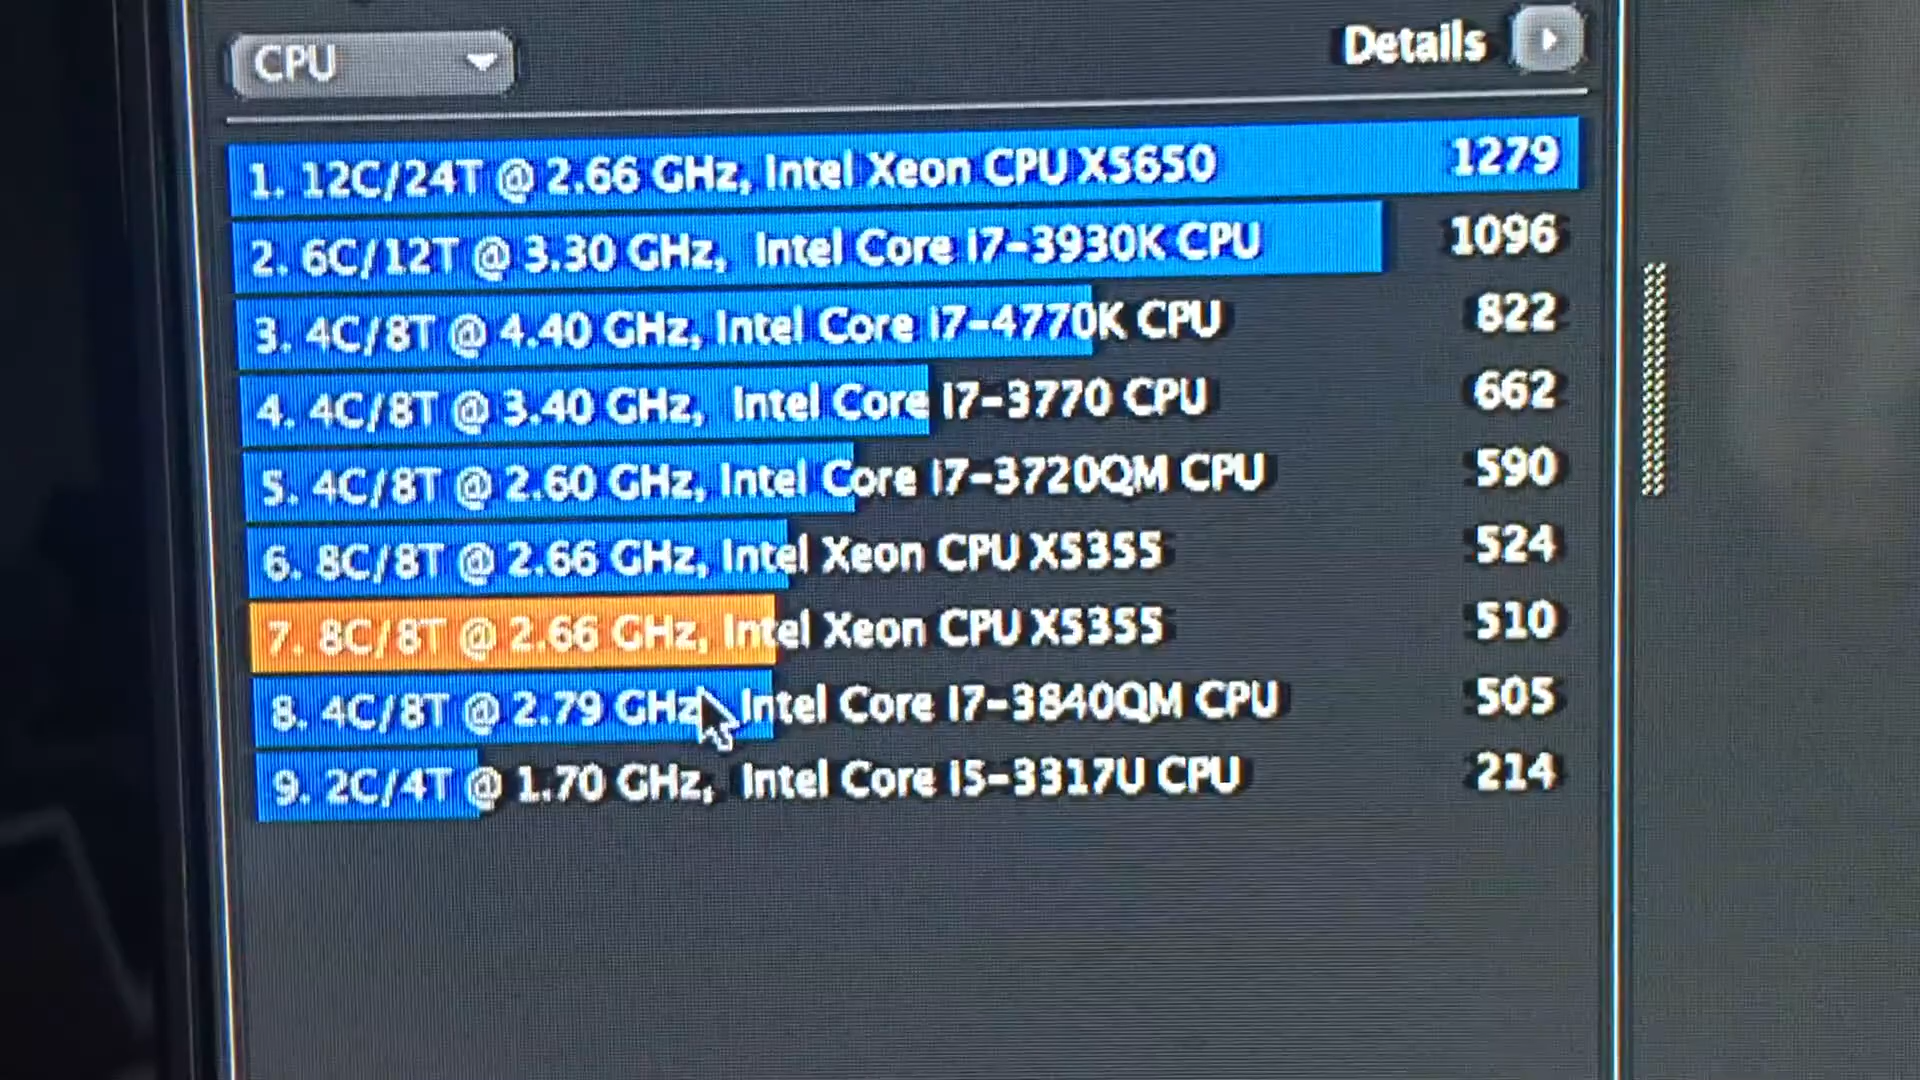 CPU
Details
1. 12C/24T @ 2.66 GHz, Intel Xeon CPU X5650 1279
2. 6C/12T @ 3.30 GHz, Intel Core i7-3930K CPU 1096
3. 4C/8T @ 4.40 GHz, Intel Core i7-4770K CPU 822
4. 4C/8T @ 3.40 GHz, Intel Core i7-3770 CPU 662
5. 4C/8T @ 2.60 GHz, Intel Core i7-3720QM CPU 590
6. 8C/8T @ 2.66 GHz, Intel Xeon CPU X5355 524
7. 8C/8T @ 2.66 GHz, Intel Xeon CPU X5355 510
8. 4C/8T @ 2.79 GHz, Intel Core i7-3840QM CPU 505
9. 2C/4T @ 1.70 GHz, Intel Core i5-3317U CPU 214